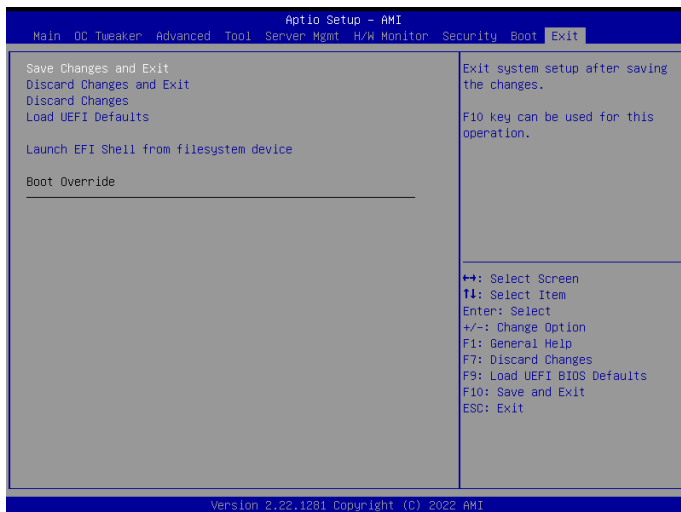 Aptio Setup – AMI
Main OC Tweaker Advanced Tool Server Mgmt H/W Monitor Security Boot Exit
Save Changes and Exit
Discard Changes and Exit
Discard Changes
Load UEFI Defaults
Launch EFI Shell from filesystem device
Boot Override
Exit system setup after saving
the changes.
F10 key can be used for this
operation.
↔: Select Screen
↑↓: Select Item
Enter: Select
+/-: Change Option
F1: General Help
F7: Discard Changes
F9: Load UEFI BIOS Defaults
F10: Save and Exit
ESC: Exit
Version 2.22.1281 Copyright (C) 2022 AMI